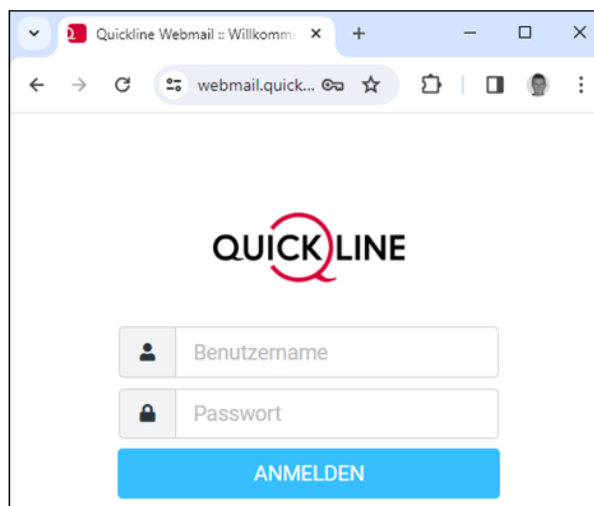 Quickline Webmail :: Willkomm
webmail.quick...
QUICKLINE
Benutzername
Passwort
ANMELDEN